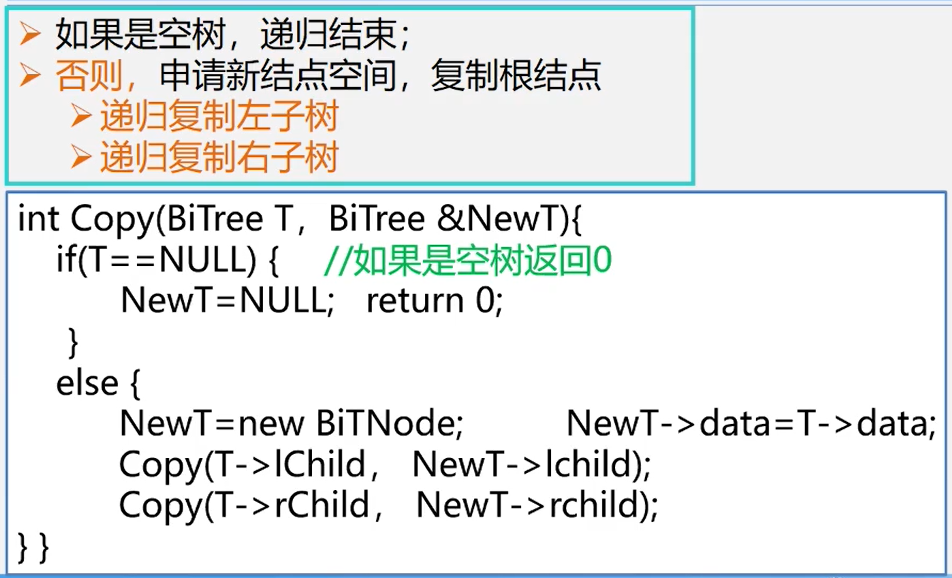 ➢ 如果是空树，递归结束；
➢ 否则，申请新结点空间，复制根结点
➢ 递归复制左子树
➢ 递归复制右子树
int Copy(BiTree T，BiTree &NewT){
if(T==NULL) { //如果是空树返回0
NewT=NULL; return 0;
}
else {
NewT=new BiTNode; NewT->data=T->data;
Copy(T->lChild， NewT->lchild);
Copy(T->rChild， NewT->rchild);
} }